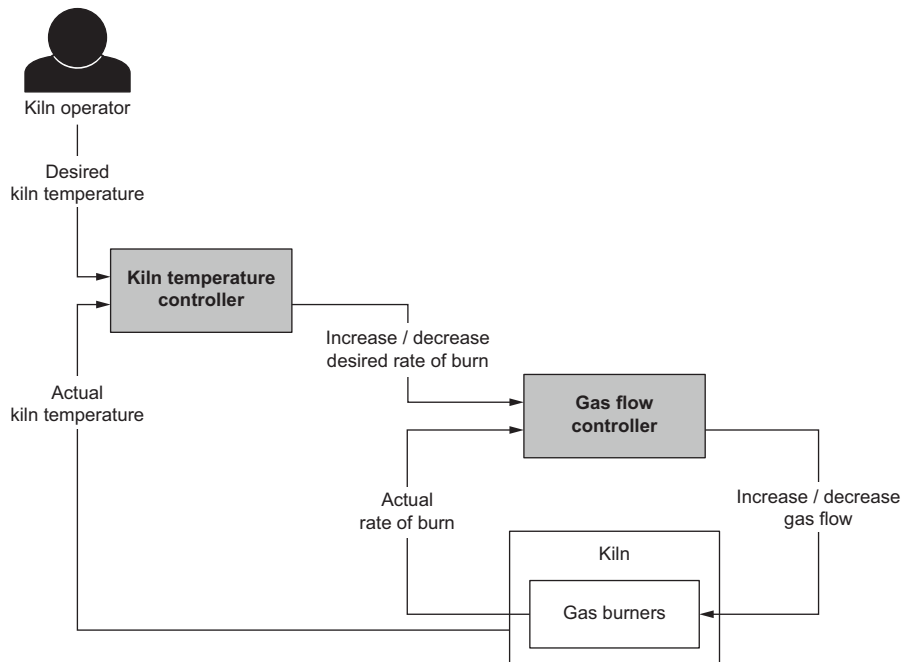 Kiln operator
Desired
kiln temperature
Kiln temperature
controller
Increase / decrease
desired rate of burn
Actual
kiln temperature
Gas flow
controller
Actual
rate of burn
Increase / decrease
gas flow
Kiln
Gas burners